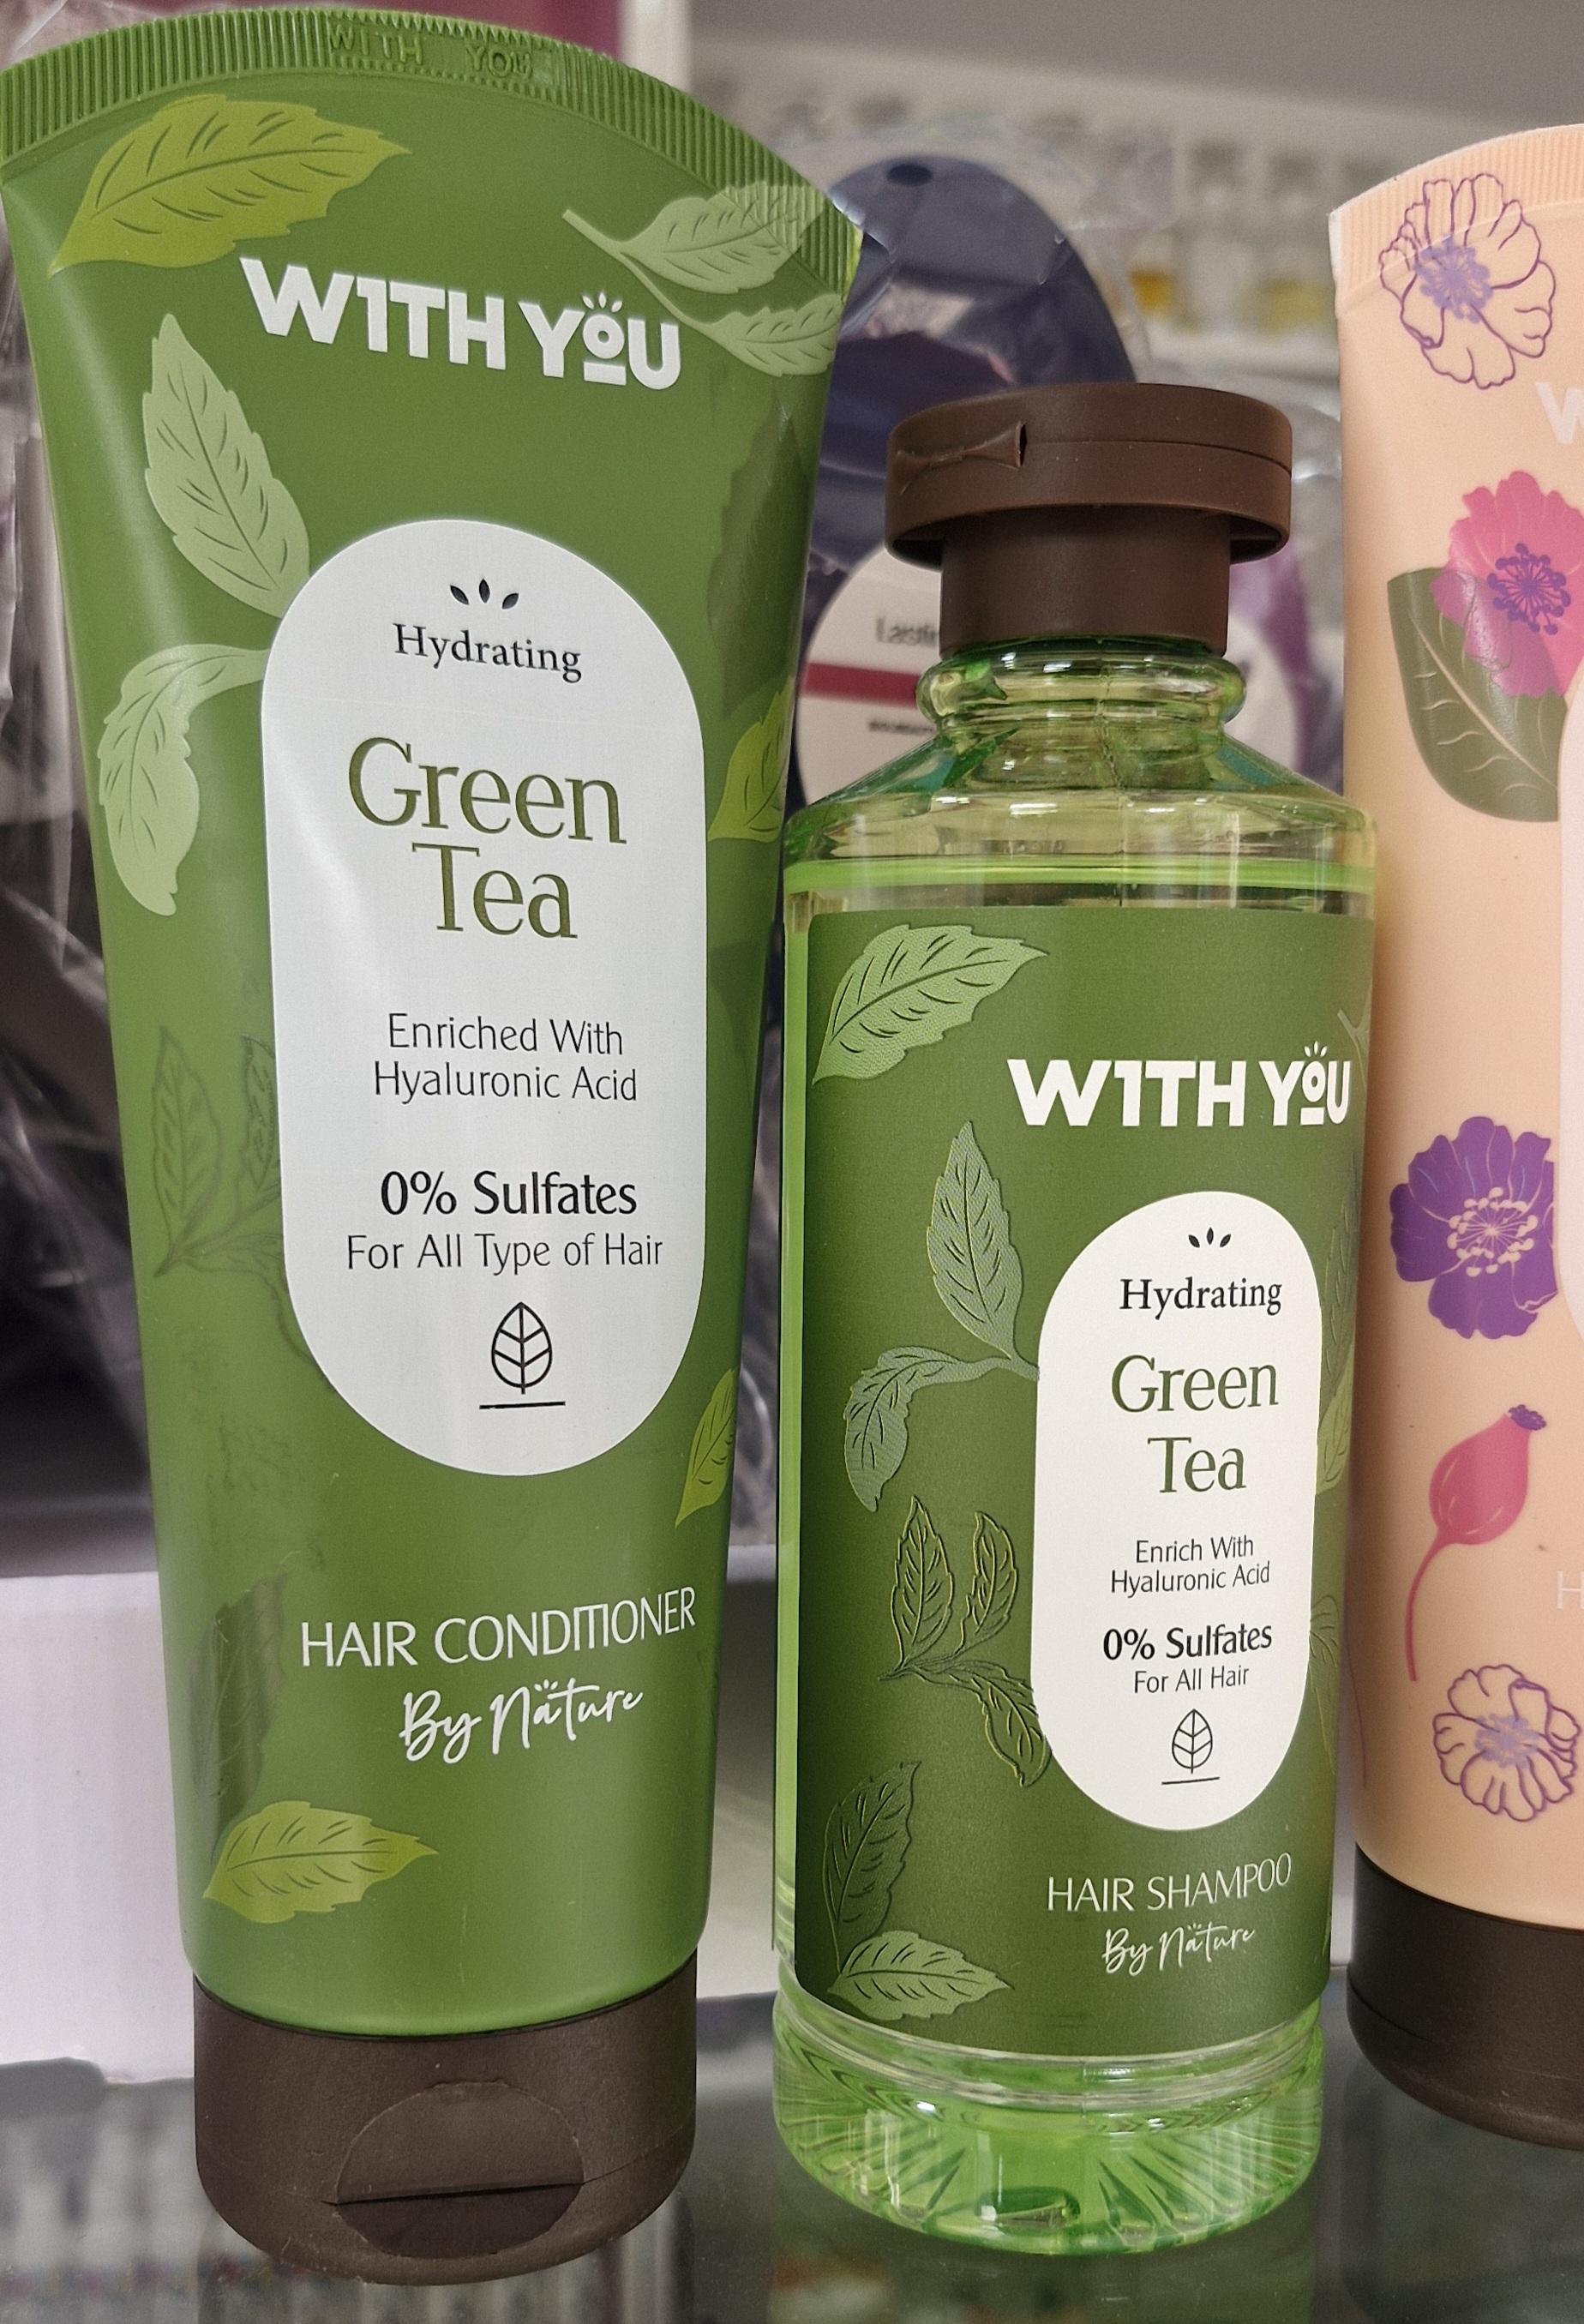 WITH YOU
W1TH YOU
Hydrating
Green
Tea
Enriched With
Hyaluronic Acid
0% Sulfates
For All Type of Hair
HAIR CONDITIONER
By Nature
W1TH YOU
Hydrating
Green
Tea
Enrich With
Hyaluronic Acid
0% Sulfates
For All Hair
HAIR SHAMPOO
By Nature
W
H